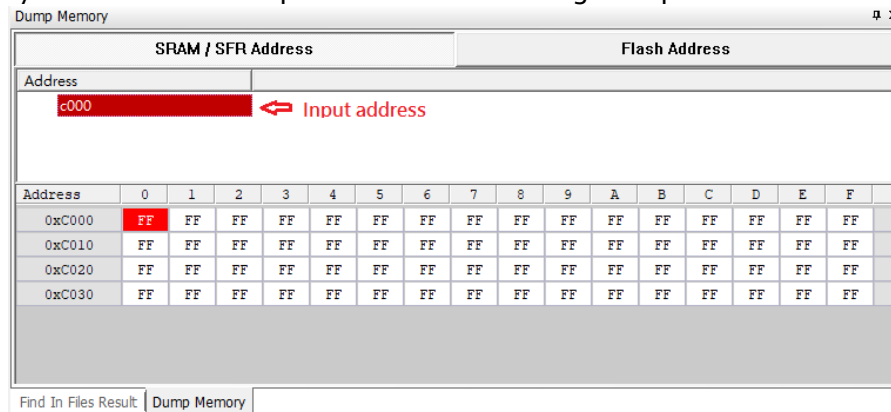 Dump Memory
SRAM / SFR Address Flash Address
Address
c000 Input address
Address 0 1 2 3 4 5 6 7 8 9 A B C D E F
0xC000 FF FF FF FF FF FF FF FF FF FF FF FF FF FF FF FF
0xC010 FF FF FF FF FF FF FF FF FF FF FF FF FF FF FF FF
0xC020 FF FF FF FF FF FF FF FF FF FF FF FF FF FF FF FF
0xC030 FF FF FF FF FF FF FF FF FF FF FF FF FF FF FF FF
Find In Files Result Dump Memory